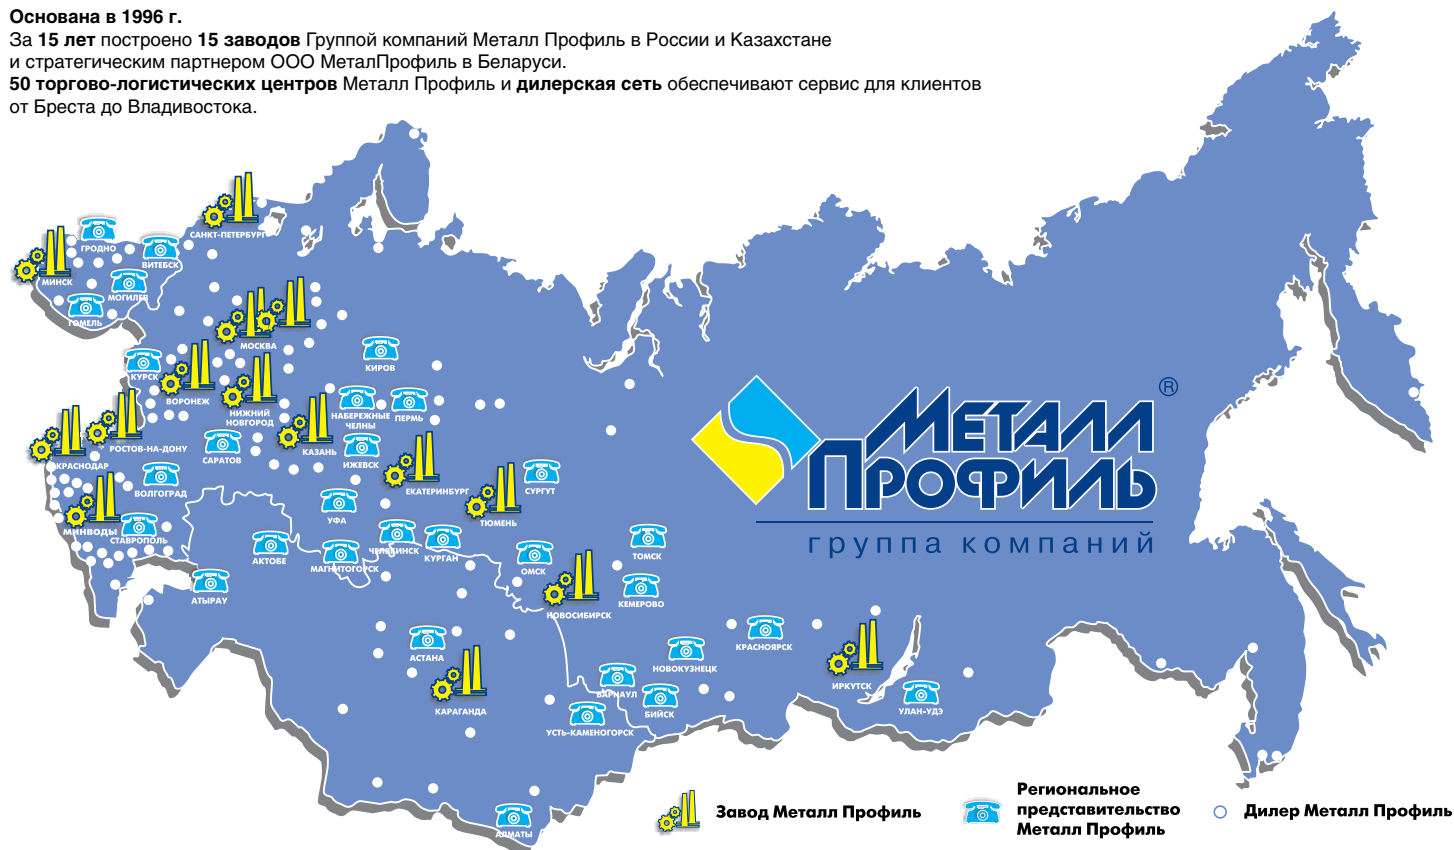 Основана в 1996 г.
За 15 лет построено 15 заводов Группой компаний Металл Профиль в России и Казахстане
и стратегическим партнером ООО МеталПрофиль в Беларуси.
50 торгово-логистических центров Металл Профиль и дилерская сеть обеспечивают сервис для клиентов
от Бреста до Владивостока.
САНКТ-ПЕТЕРБУРГ
ГРОДНО
ВИТЕБСК
МИНСК
МОГИЛЕВ
ГОМЕЛЬ
МОСКВА
КИРОВ
КУРСК
ВОРОНЕЖ
НИЖНИЙ
НОВГОРОД
НАБЕРЕЖНЫЕ
ЧЕЛНЫ
ПЕРМЬ
РОСТОВ-НА-ДОНУ
КАЗАНЬ
КРАСНОДАР
САРАТОВ
ИЖЕВСК
ВОЛГОГРАД
ЕКАТЕРИНБУРГ
СУРГУТ
МИНВОДЫ
СТАВРОПОЛЬ
УФА
ТЮМЕНЬ
АКТОБЕ
МАГНИТОГОРСК
ЧЕЛЯБИНСК
КУРГАН
ОМСК
ТОМСК
АТЫРАУ
НОВОСИБИРСК
КЕМЕРОВО
АСТАНА
КРАСНОЯРСК
НОВОКУЗНЕЦК
ИРКУТСК
КАРАГАНДА
БАРНАУЛ
БИЙСК
УЛАН-УДЭ
УСТЬ-КАМЕНОГОРСК
АЛМАТЫ
МЕТАЛЛ ®
ПРОФИЛЬ
группа компаний
Завод Металл Профиль
Региональное
представительство
Металл Профиль
Дилер Металл Профиль